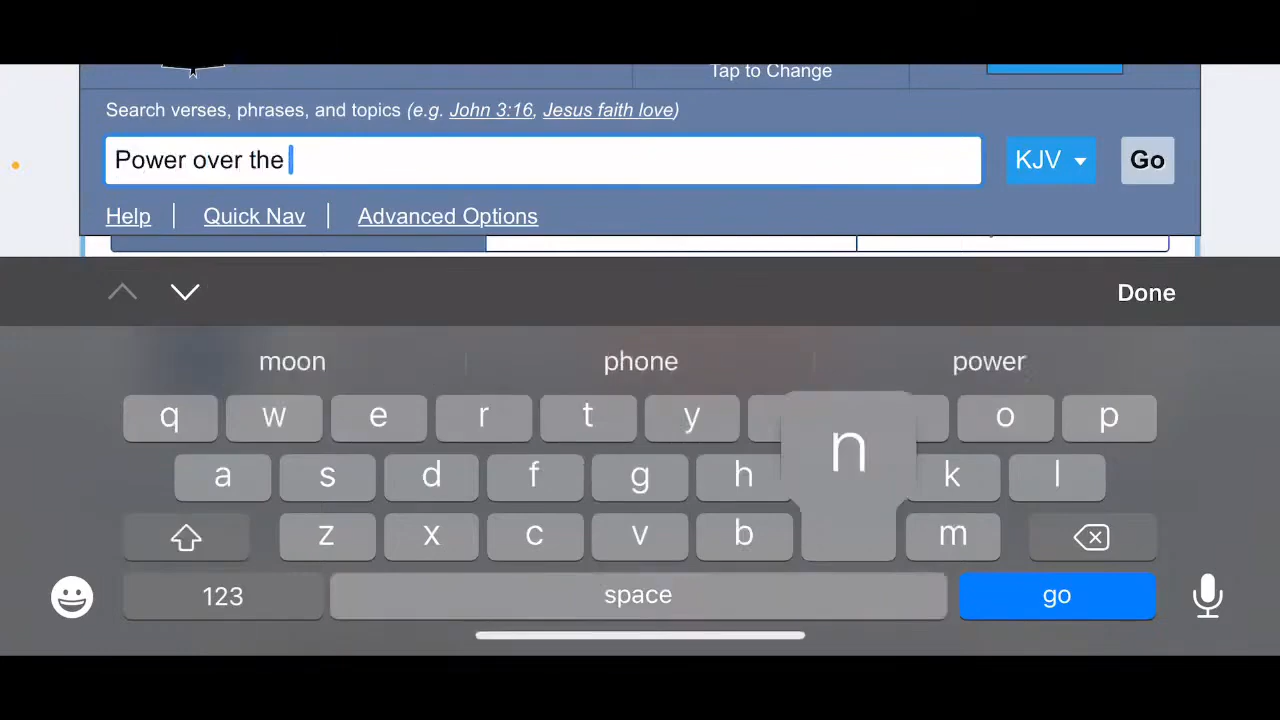 Tap to Change
Search verses, phrases, and topics (e.g. John 3:16, Jesus faith love)
Power over the
KJV
Go
Help
Quick Nav
Advanced Options
Done
moon phone power
q w e r t y o p
n
a s d f g h k l
z x c v b m
123 space go